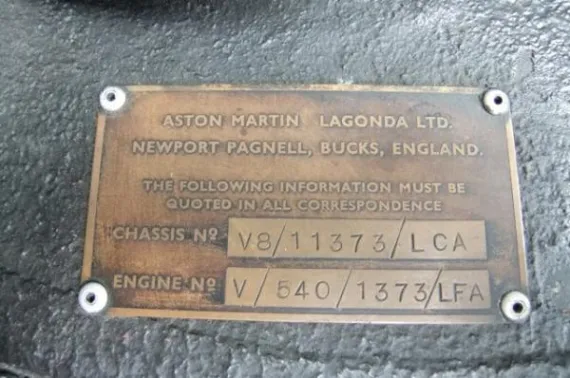 ASTON MARTIN LAGONDA LTD.
NEWPORT PAGNELL, BUCKS, ENGLAND.
THE FOLLOWING INFORMATION MUST BE
QUOTED IN ALL CORRESPONDENCE
CHASSIS Nº V8/11373/LCA
ENGINE Nº V/540/1373/LFA